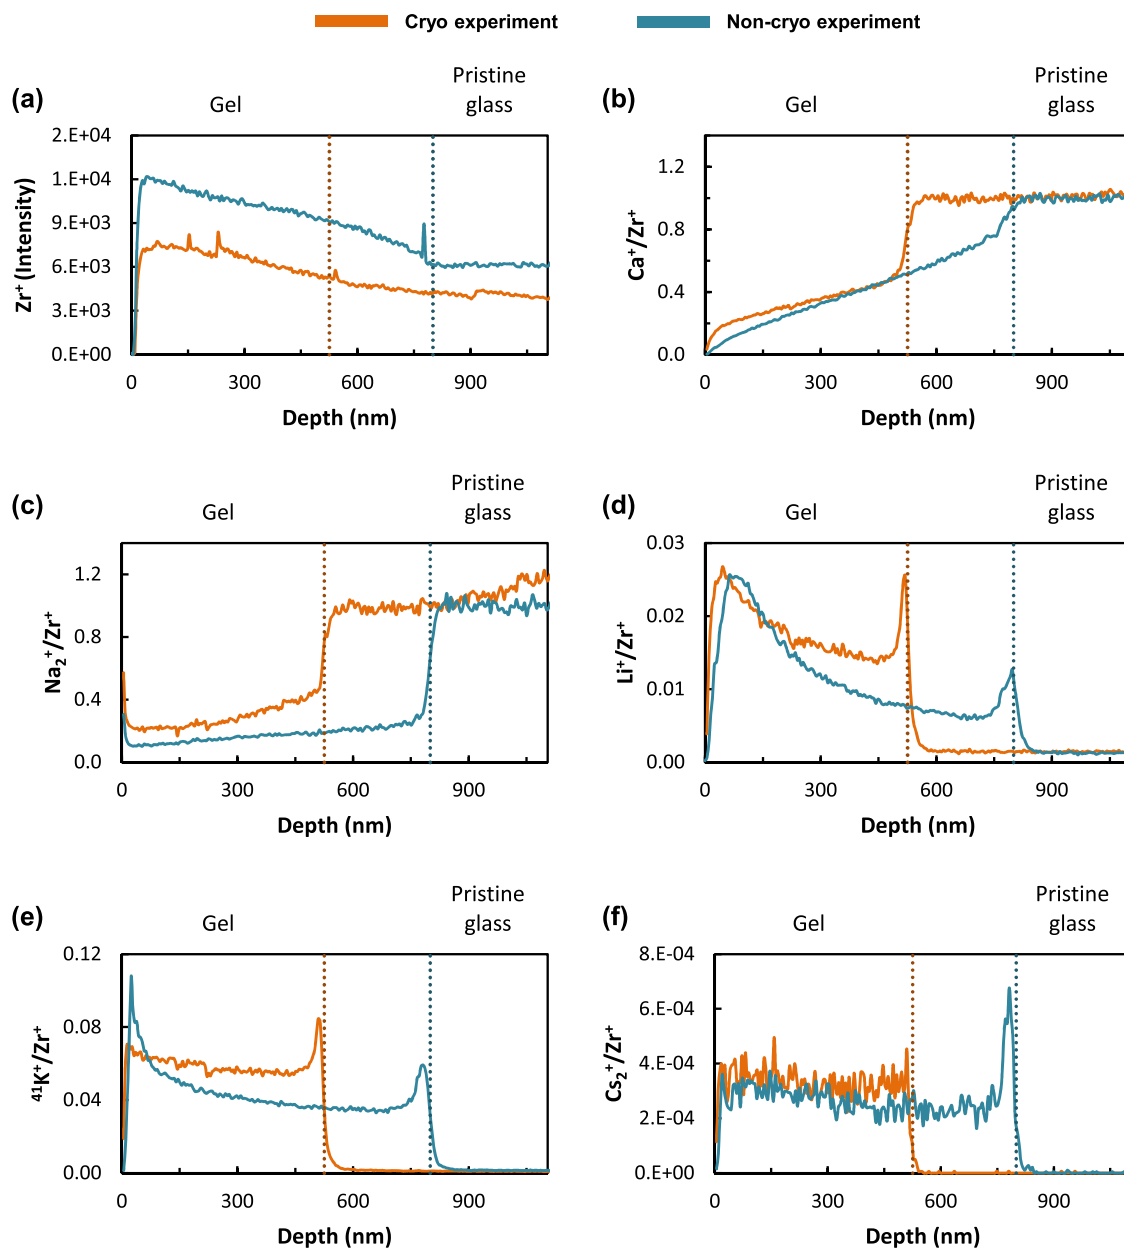 Cryo experiment Non-cryo experiment
(a) Gel Pristine glass
Zr⁺ (Intensity)
2.E+04
1.E+04
9.E+03
6.E+03
3.E+03
0.E+00
0 300 600 900
Depth (nm)
(b) Gel Pristine glass
Ca⁺/Zr⁺
1.2
0.8
0.4
0.0
0 300 600 900
Depth (nm)
(c) Gel Pristine glass
Na₂⁺/Zr⁺
1.2
0.8
0.4
0.0
0 300 600 900
Depth (nm)
(d) Gel Pristine glass
Li⁺/Zr⁺
0.03
0.02
0.01
0.00
0 300 600 900
Depth (nm)
(e) Gel Pristine glass
⁴¹K⁺/Zr⁺
0.12
0.08
0.04
0.00
0 300 600 900
Depth (nm)
(f) Gel Pristine glass
Cs₂⁺/Zr⁺
8.E-04
6.E-04
4.E-04
2.E-04
0.E+00
0 300 600 900
Depth (nm)